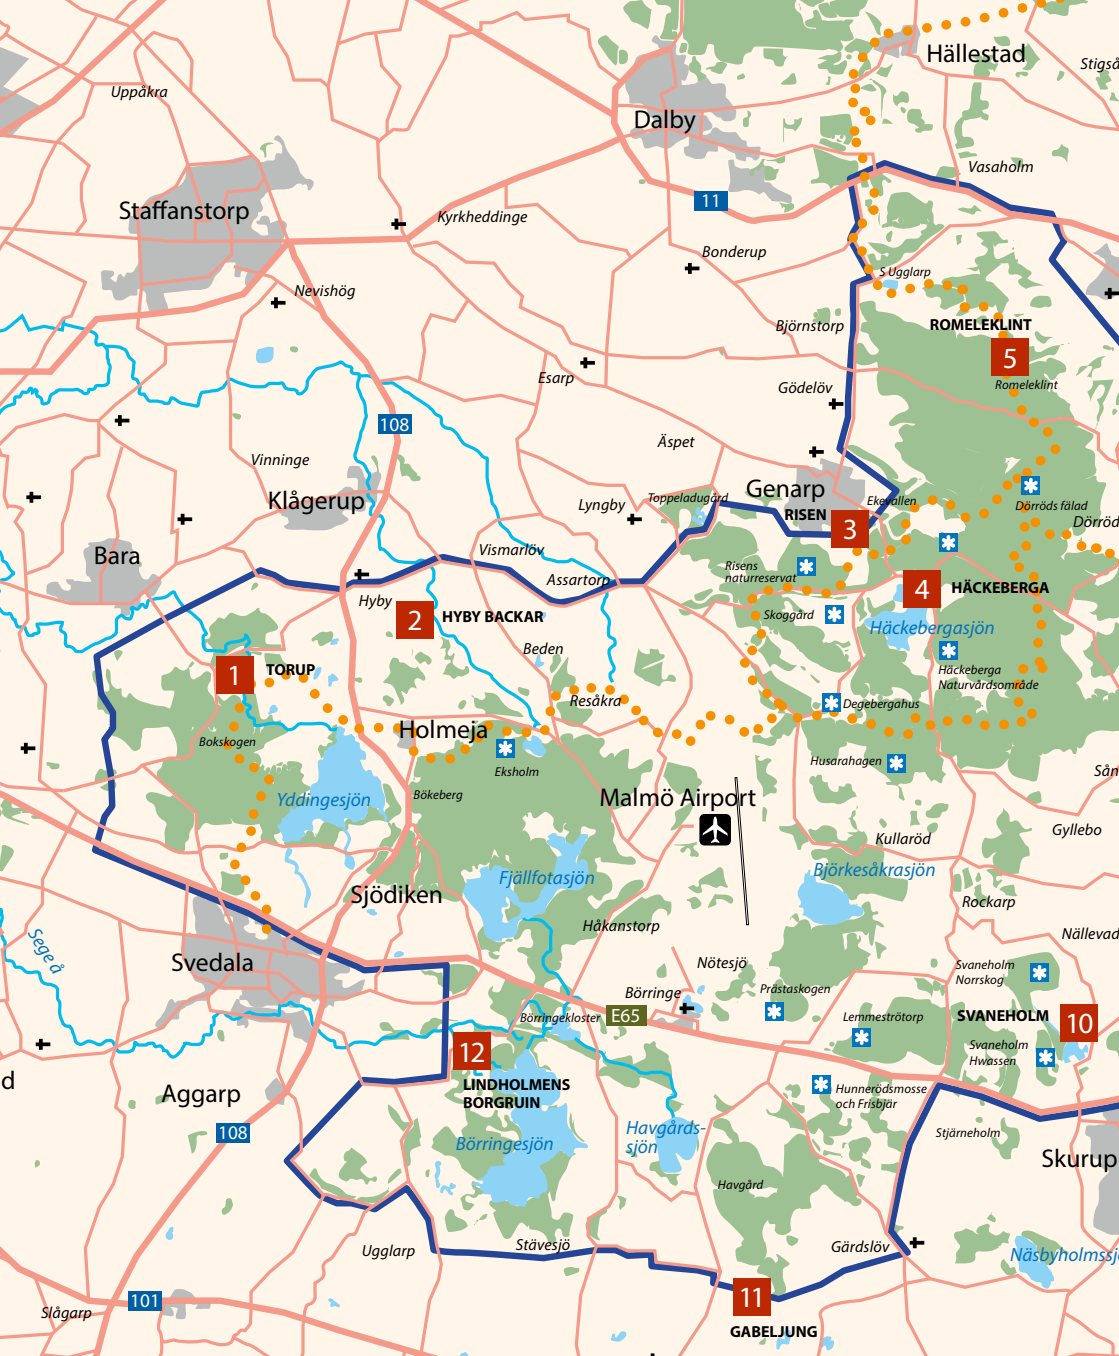 Hällestad
Stigså
Uppåkra
Dalby
Vasaholm
11
Staffanstorp
Kyrkheddinge
Bonderup
S Ugglarp
Nevishög
Björnstorp
ROMELEKLINT
5
Romeleklint
Esarp
Gödelöv
108
Äspet
Vinninge
Klågerup
Toppeladugård
Genarp
Ekevallen
Lyngby
RISEN
3
Dörröds fälad
Dörröd
Bara
Vismarlöv
Assartorp
Risens
naturreservat
4
HÄCKEBERGA
Hyby
2
HYBY BACKAR
Skoggård
Häckebergasjön
Beden
1
TORUP
Häckeberga
Naturvårdsområde
Resåkra
Degebergahus
Bokskogen
Holmeja
Eksholm
Husarahagen
Sån
Yddingesjön
Bökeberg
Malmö Airport
Gyllebo
Kullaröd
Björkesåkrasjön
Fjällfotasjön
Sjödiken
Rockarp
Håkanstorp
Nällevad
Sege å
Svedala
Nötesjö
Svaneholm
Norrskog
Börringe
Prästaskogen
Börringekloster
E65
Lemmeströtorp
SVANEHOLM
10
Svaneholm
Hwassen
12
LINDHOLMENS
BORGRUIN
Aggarp
d
Hunnerödsmosse
och Frisbjär
108
Börringesjön
Havgårds-
sjön
Stjärneholm
Skurup
Havgård
Ugglarp
Stävesjö
Gärdslöv
Näsbyholmssj
101
Slågarp
11
GABELJUNG